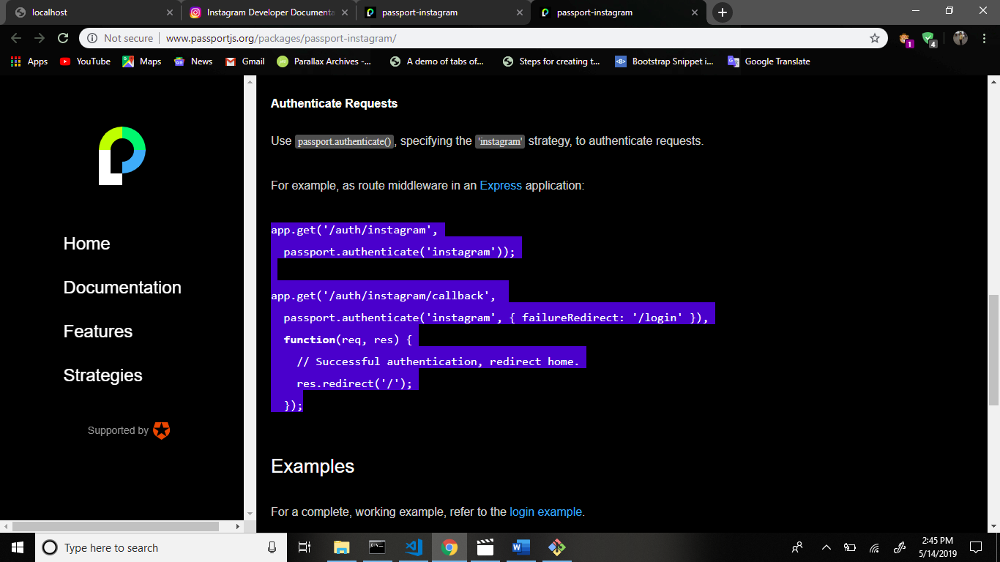 localhost
Instagram Developer Documenta
passport-instagram
passport-instagram
Not secure
www.passportjs.org/packages/passport-instagram/
1
4
Apps
YouTube
Maps
News
Gmail
Parallax Archives -...
A demo of tabs of...
Steps for creating t...
<B>
Bootstrap Snippet i...
Google Translate
Home
Documentation
Features
Strategies
Supported by
Authenticate Requests
Use passport.authenticate(), specifying the 'instagram' strategy, to authenticate requests.
For example, as route middleware in an Express application:
app.get('/auth/instagram',
passport.authenticate('instagram'));
app.get('/auth/instagram/callback',
passport.authenticate('instagram', { failureRedirect: '/login' }),
function(req, res) {
// Successful authentication, redirect home.
res.redirect('/');
});
Examples
For a complete, working example, refer to the login example.
Type here to search
2:45 PM
5/14/2019